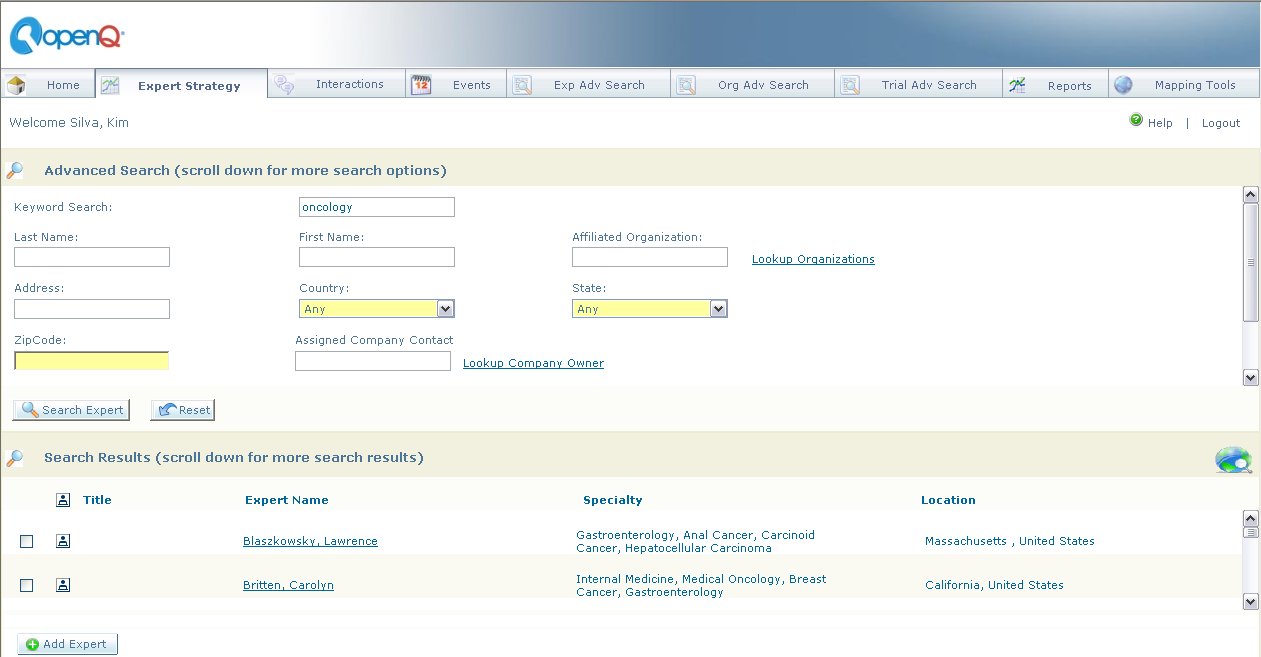 openQ
Home Expert Strategy Interactions 12 Events Exp Adv Search Org Adv Search Trial Adv Search Reports Mapping Tools
Welcome Silva, Kim
? Help | Logout
Advanced Search (scroll down for more search options)
Keyword Search: oncology
Last Name: First Name: Affiliated Organization:
Lookup Organizations
Address: Country: State:
Any Any
ZipCode: Assigned Company Contact
Lookup Company Owner
Search Expert Reset
Search Results (scroll down for more search results)
Title Expert Name Specialty Location
Blaszkowsky, Lawrence Gastroenterology, Anal Cancer, Carcinoid Massachusetts , United States
Cancer, Hepatocellular Carcinoma
Britten, Carolyn Internal Medicine, Medical Oncology, Breast California, United States
Cancer, Gastroenterology
Add Expert